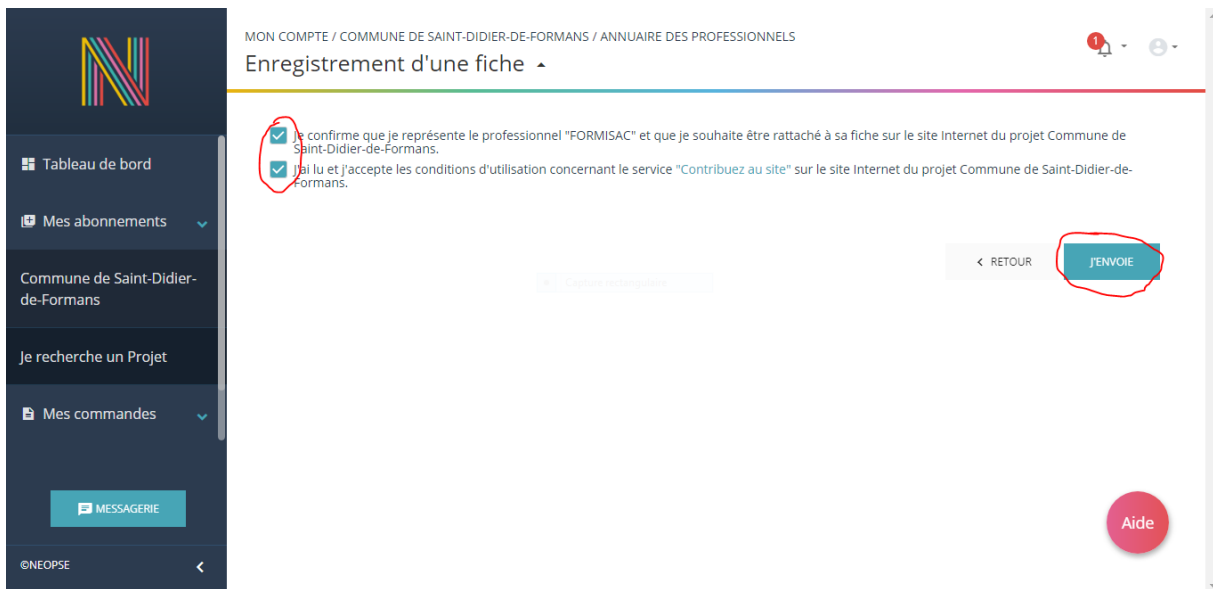 MON COMPTE / COMMUNE DE SAINT-DIDIER-DE-FORMANS / ANNUAIRE DES PROFESSIONNELS
Enregistrement d'une fiche
1
Je confirme que je représente le professionnel "FORMISAC" et que je souhaite être rattaché à sa fiche sur le site Internet du projet Commune de
Saint-Didier-de-Formans.
J'ai lu et j'accepte les conditions d'utilisation concernant le service "Contribuez au site" sur le site Internet du projet Commune de Saint-Didier-de-
Formans.
< RETOUR
J'ENVOIE
Tableau de bord
Mes abonnements
Commune de Saint-Didier-
de-Formans
Je recherche un Projet
Mes commandes
MESSAGERIE
©NEOPSE
Aide